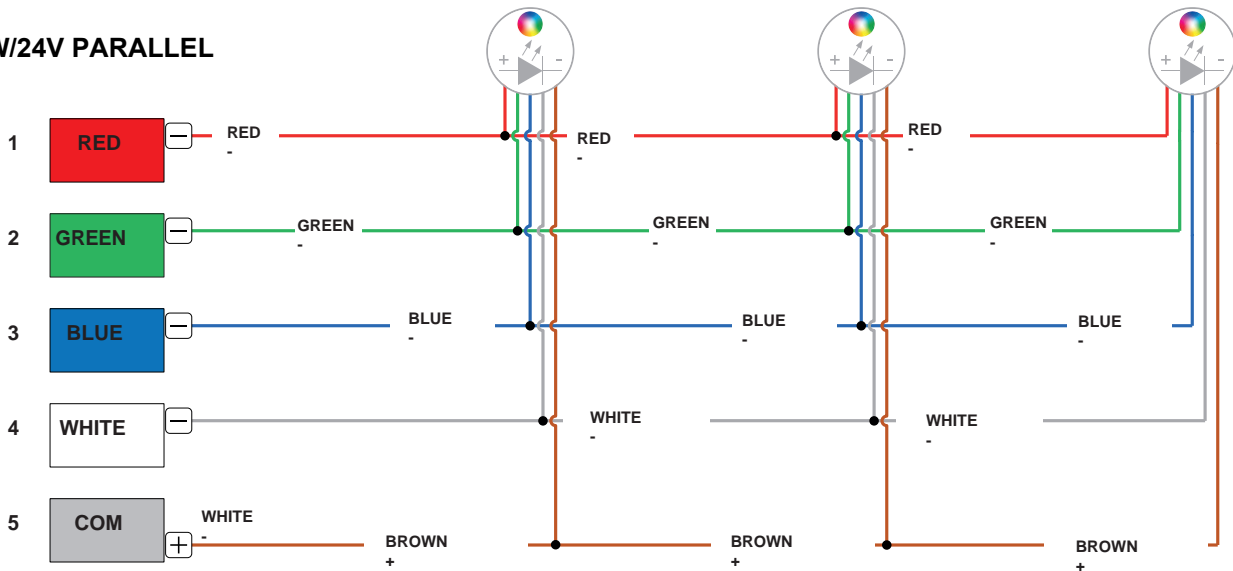 W/24V PARALLEL
+ -
+ -
+ -
1 RED − RED - RED - RED -
2 GREEN − GREEN - GREEN - GREEN -
3 BLUE − BLUE - BLUE - BLUE -
4 WHITE − WHITE - WHITE -
5 COM WHITE -
+ BROWN + BROWN + BROWN +